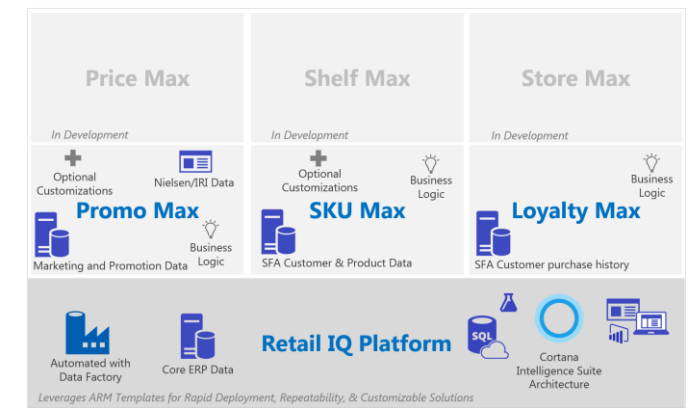 Price Max
In Development
Shelf Max
In Development
Store Max
In Development
Optional
Customizations
Nielsen/IRI Data
Promo Max
Business
Logic
Marketing and Promotion Data
Optional
Customizations
Business
Logic
SKU Max
SFA Customer & Product Data
Business
Logic
Loyalty Max
SFA Customer purchase history
Automated with
Data Factory
Core ERP Data
Retail IQ Platform
SQL
Cortana
Intelligence Suite
Architecture
Leverages ARM Templates for Rapid Deployment, Repeatability, & Customizable Solutions